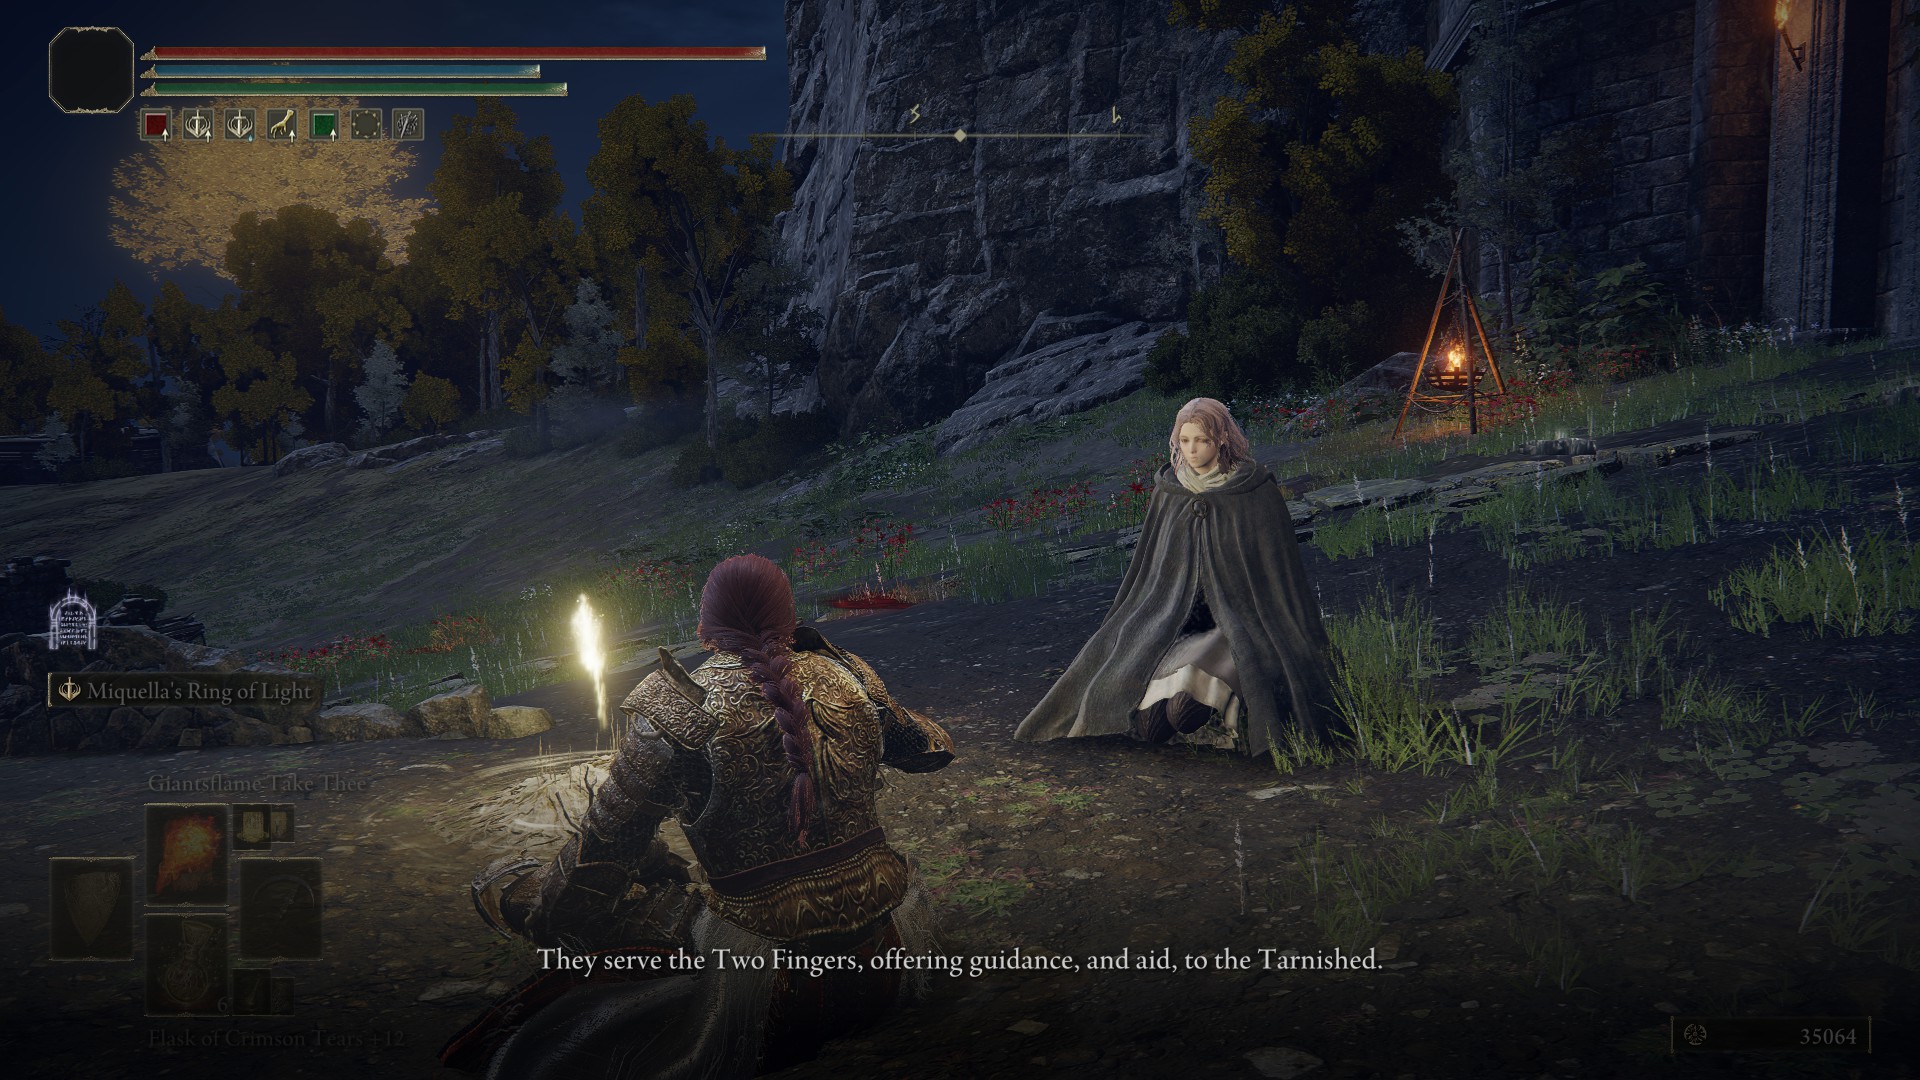 S
Miquella's Ring of Light
Giantsflame Take Thee
6
Flask of Crimson Tears +12
They serve the Two Fingers, offering guidance, and aid, to the Tarnished.
35064